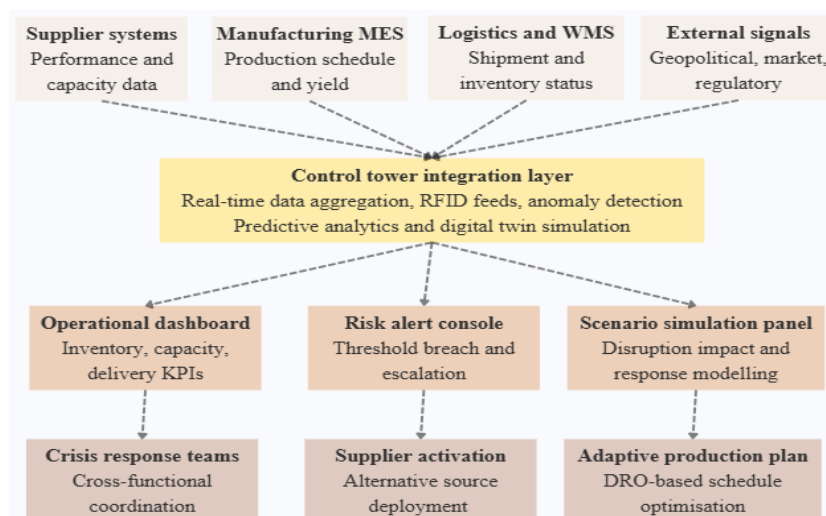 Supplier systems
Performance and
capacity data
Manufacturing MES
Production schedule
and yield
Logistics and WMS
Shipment and
inventory status
External signals
Geopolitical, market,
regulatory
Control tower integration layer
Real-time data aggregation, RFID feeds, anomaly detection
Predictive analytics and digital twin simulation
Operational dashboard
Inventory, capacity,
delivery KPIs
Risk alert console
Threshold breach and
escalation
Scenario simulation panel
Disruption impact and
response modelling
Crisis response teams
Cross-functional
coordination
Supplier activation
Alternative source
deployment
Adaptive production plan
DRO-based schedule
optimisation